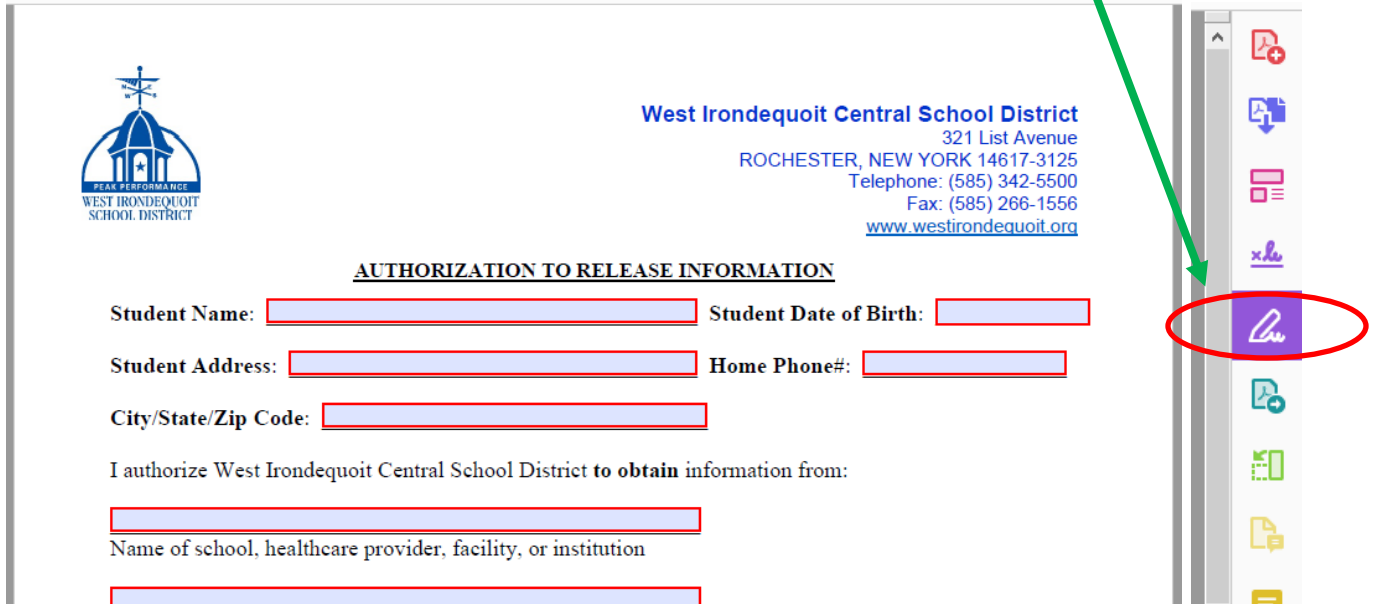 N E
W S
PEAK PERFORMANCE
WEST IRONDEQUOIT
SCHOOL DISTRICT
West Irondequoit Central School District
321 List Avenue
ROCHESTER, NEW YORK 14617-3125
Telephone: (585) 342-5500
Fax: (585) 266-1556
www.westirondequoit.org
AUTHORIZATION TO RELEASE INFORMATION
Student Name: Student Date of Birth:
Student Address: Home Phone#:
City/State/Zip Code:
I authorize West Irondequoit Central School District to obtain information from:
Name of school, healthcare provider, facility, or institution